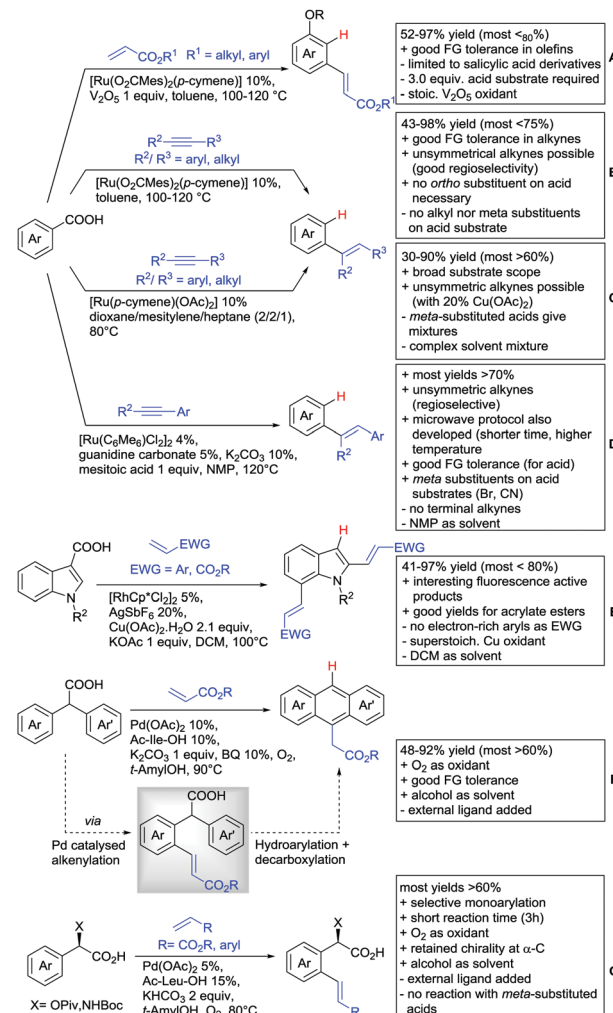 CO₂R¹ R¹ = alkyl, aryl
[Ru(O₂CMes)₂(p-cymene)] 10%,
V₂O₅ 1 equiv, toluene, 100-120 °C
OR
H
Ar
CO₂R¹
52-97% yield (most <80%)
+ good FG tolerance in olefins
- limited to salicylic acid derivatives
- 3.0 equiv. acid substrate required
- stoic. V₂O₅ oxidant
R² R³
R²/ R³ = aryl, alkyl
[Ru(O₂CMes)₂(p-cymene)] 10%,
toluene, 100-120 °C
COOH
Ar
H
Ar
R³
R²
43-98% yield (most <75%)
+ good FG tolerance in alkynes
+ unsymmetrical alkynes possible
(good regioselectivity)
+ no ortho substituent on acid
necessary
- no alkyl nor meta substituents
on acid substrate
R² R³
R²/ R³ = aryl, alkyl
[Ru(p-cymene)(OAc)₂] 10%
dioxane/mesitylene/heptane (2/2/1),
80°C
30-90% yield (most >60%)
+ broad substrate scope
+ unsymmetric alkynes possible
(with 20% Cu(OAc)₂)
- meta-substituted acids give
mixtures
- complex solvent mixture
R² Ar
[Ru(C₆Me₆)Cl₂]₂ 4%,
guanidine carbonate 5%, K₂CO₃ 10%,
mesitoic acid 1 equiv, NMP, 120°C
H
Ar
Ar
R²
+ most yields >70%
+ unsymmetric alkynes
(regioselective)
+ microwave protocol also
developed (shorter time, higher
temperature
+ good FG tolerance (for acid)
+ meta substituents on acid
substrates (Br, CN)
- no terminal alkynes
- NMP as solvent
COOH
N
R²
EWG
EWG = Ar, CO₂R
[RhCp*Cl₂]₂ 5%,
AgSbF₆ 20%,
Cu(OAc)₂.H₂O 2.1 equiv,
KOAc 1 equiv, DCM, 100°C
H
EWG
N
R²
EWG
41-97% yield (most < 80%)
+ interesting fluorescence active
products
+ good yields for acrylate esters
- no electron-rich aryls as EWG
- superstoich. Cu oxidant
- DCM as solvent
COOH
Ar Ar'
CO₂R
Pd(OAc)₂ 10%,
Ac-Ile-OH 10%,
K₂CO₃ 1 equiv, BQ 10%, O₂,
t-AmylOH, 90°C
H
Ar Ar'
CO₂R
48-92% yield (most >60%)
+ O₂ as oxidant
+ good FG tolerance
+ alcohol as solvent
- external ligand added
via
Pd catalysed
alkenylation
COOH
Ar Ar'
CO₂R
Hydroarylation +
decarboxylation
X
CO₂H
Ar
X= OPiv,NHBoc
R
R= CO₂R, aryl
Pd(OAc)₂ 5%,
Ac-Leu-OH 15%,
KHCO₃ 2 equiv,
t-AmylOH, O₂, 80°C
X
CO₂H
Ar
R
most yields >60%
+ selective monoarylation
+ short reaction time (3h)
+ O₂ as oxidant
+ retained chirality at α-C
+ alcohol as solvent
- external ligand added
- no reaction with meta-substituted
acids